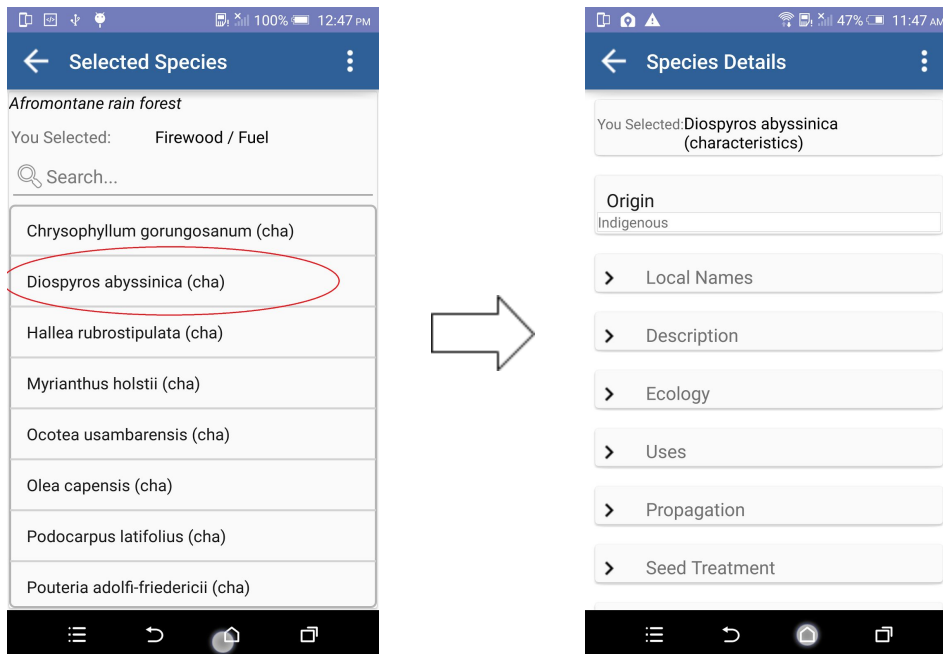 100% 12:47 PM
Selected Species
Afromontane rain forest
You Selected: Firewood / Fuel
Search...
Chrysophyllum gorungosanum (cha)
Diospyros abyssinica (cha)
Hallea rubrostipulata (cha)
Myrianthus holstii (cha)
Ocotea usambarensis (cha)
Olea capensis (cha)
Podocarpus latifolius (cha)
Pouteria adolfi-friedericii (cha)
47% 11:47 AM
Species Details
You Selected:Diospyros abyssinica
(characteristics)
Origin
Indigenous
Local Names
Description
Ecology
Uses
Propagation
Seed Treatment